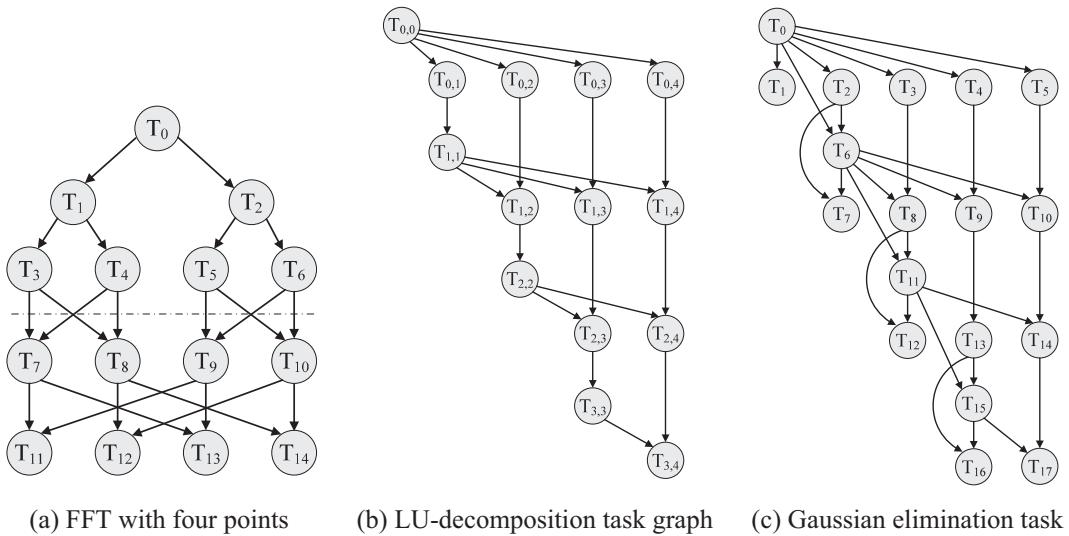 T0
T1 T2
T3 T4 T5 T6
T7 T8 T9 T10
T11 T12 T13 T14
(a) FFT with four points
T0,0
T0,1 T0,2 T0,3 T0,4
T1,1
T1,2 T1,3 T1,4
T2,2
T2,3 T2,4
T3,3
T3,4
(b) LU-decomposition task graph
T0
T1 T2 T3 T4 T5
T6
T7 T8 T9 T10
T11
T12 T13 T14
T15
T16 T17
(c) Gaussian elimination task